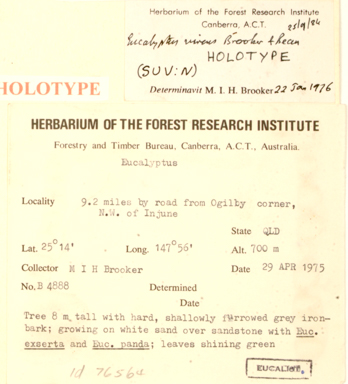 Herbarium of the Forest Research Institute
Canberra, A.C.T.
Eucalyptus virens Brooker & Bean
HOLOTYPE
(SUV:N)
Determinavit M. I. H. Brooker 22 Jan 1976
HOLOTYPE
HERBARIUM OF THE FOREST RESEARCH INSTITUTE
Forestry and Timber Bureau, Canberra, A.C.T., Australia.
Eucalyptus
Locality 9.2 miles by road from Ogilby corner,
N.W. of Injune
State QLD
Lat. 25°14' Long. 147°56' Alt. 700 m
Collector M I H Brooker Date 29 APR 1975
No. B 4888 Determined
Date
Tree 8 m tall with hard, shallowly furrowed grey iron-
bark; growing on white sand over sandstone with Euc.
exserta and Euc. panda; leaves shining green
id 76564
EUCALIST.